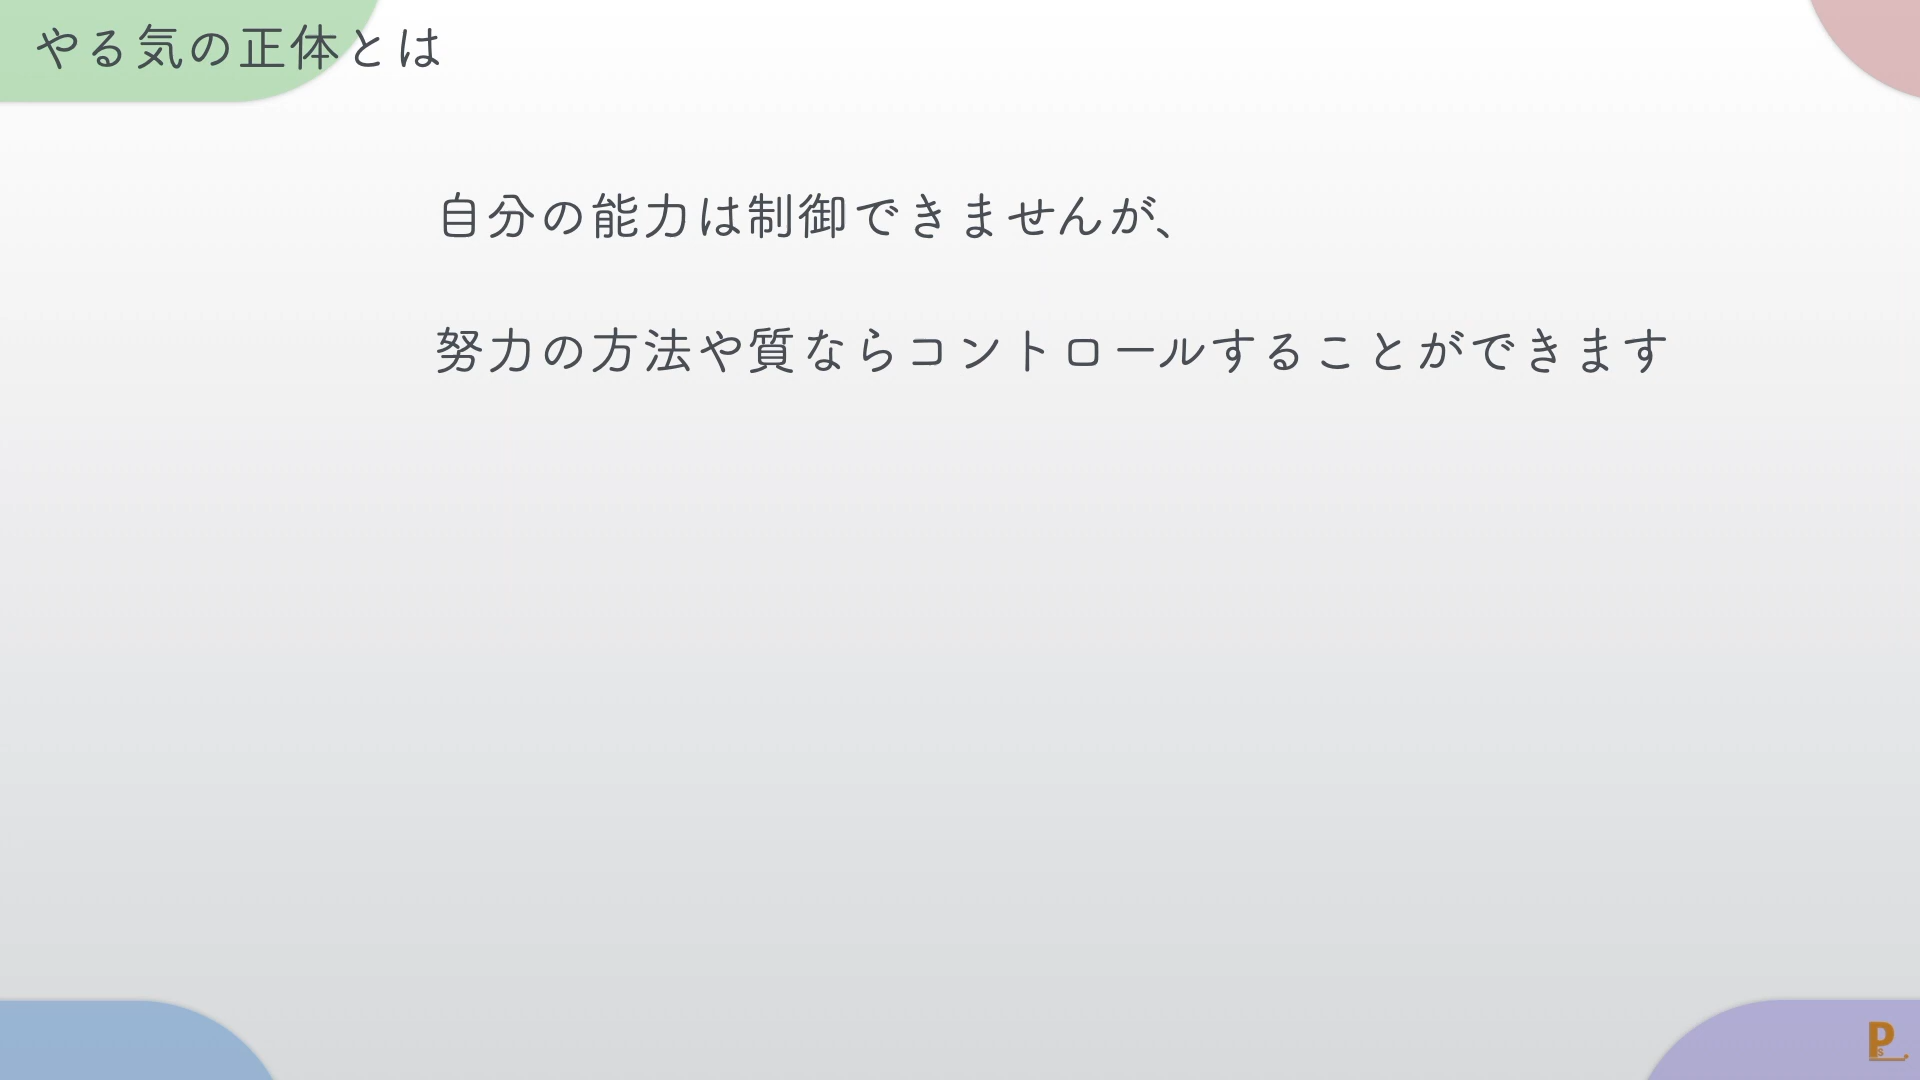 やる気の正体とは
自分の能力は制御できませんが、
努力の方法や質ならコントロールすることができます
Ps